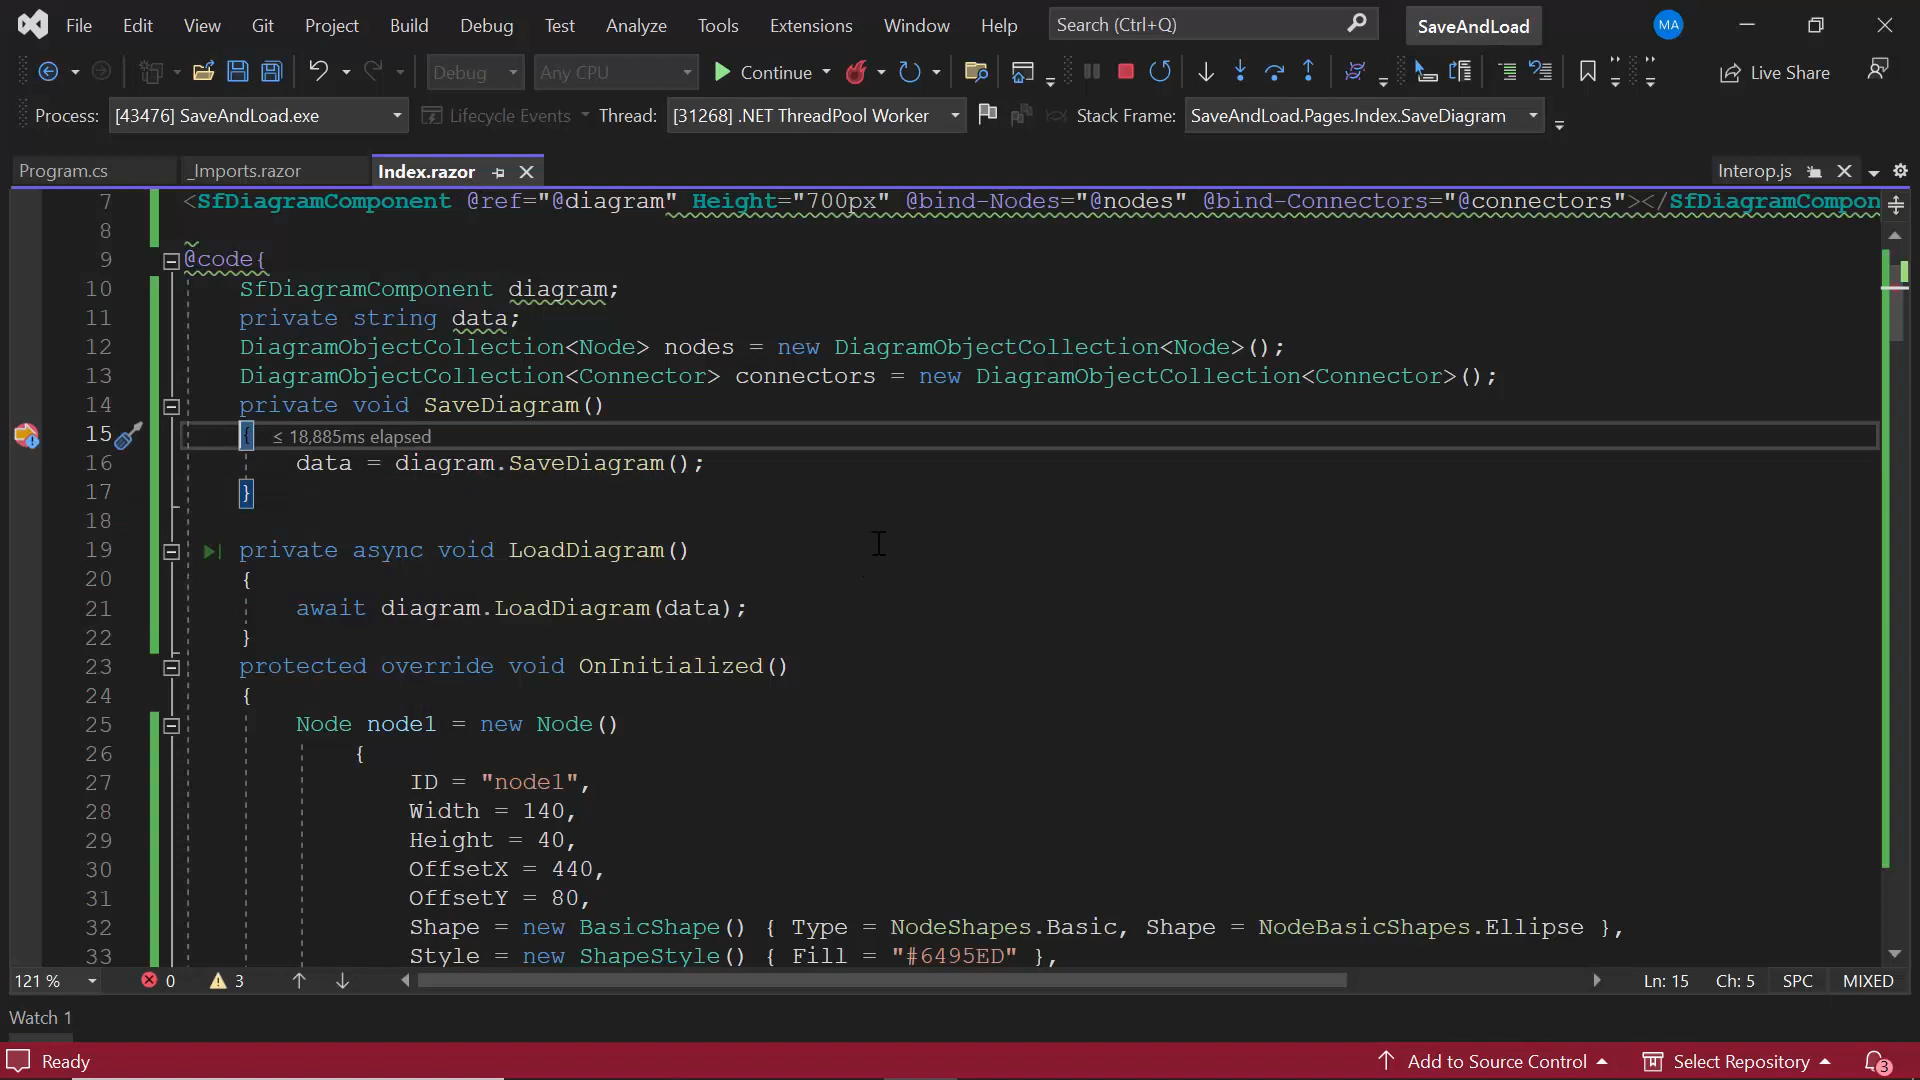 File Edit View Git Project Build Debug Test Analyze Tools Extensions Window Help Search (Ctrl+Q) SaveAndLoad MA
Debug Any CPU Continue Live Share
Process: [43476] SaveAndLoad.exe Lifecycle Events Thread: [31268] .NET ThreadPool Worker Stack Frame: SaveAndLoad.Pages.Index.SaveDiagram
Program.cs _Imports.razor Index.razor Interop.js
7 <SfDiagramComponent @ref="@diagram" Height="700px" @bind-Nodes="@nodes" @bind-Connectors="@connectors"></SfDiagramCompon
8
9 @code{
10 SfDiagramComponent diagram;
11 private string data;
12 DiagramObjectCollection<Node> nodes = new DiagramObjectCollection<Node>();
13 DiagramObjectCollection<Connector> connectors = new DiagramObjectCollection<Connector>();
14 private void SaveDiagram()
15 { ≤ 18,885ms elapsed
16 data = diagram.SaveDiagram();
17 }
18
19 private async void LoadDiagram()
20 {
21 await diagram.LoadDiagram(data);
22 }
23 protected override void OnInitialized()
24 {
25 Node node1 = new Node()
26 {
27 ID = "node1",
28 Width = 140,
29 Height = 40,
30 OffsetX = 440,
31 OffsetY = 80,
32 Shape = new BasicShape() { Type = NodeShapes.Basic, Shape = NodeBasicShapes.Ellipse },
33 Style = new ShapeStyle() { Fill = "#6495ED" },
121 % 0 3 Ln: 15 Ch: 5 SPC MIXED
Watch 1
Ready Add to Source Control Select Repository 3